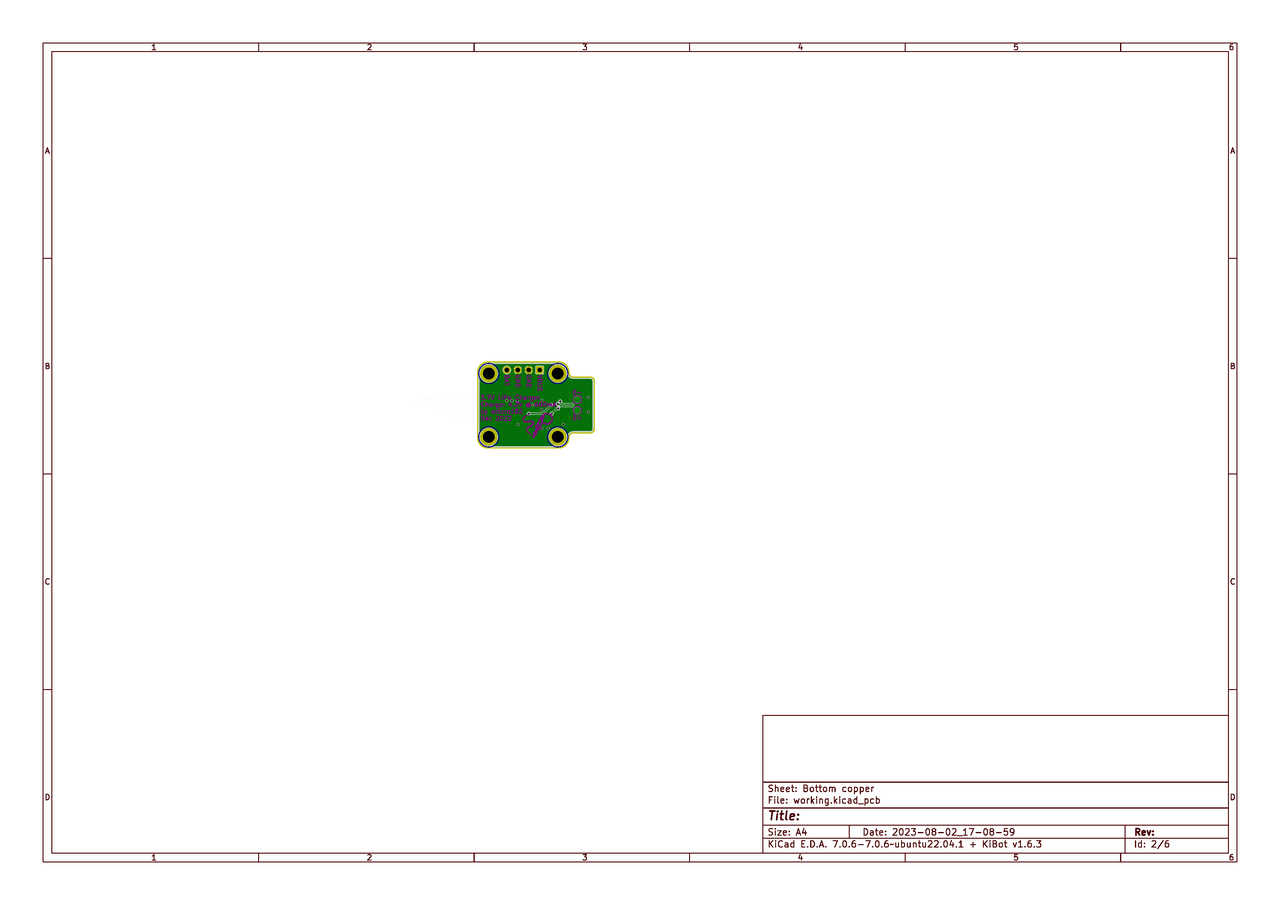 1 2 3 4 5 6
A A
B B
C C
D D
Sheet: Bottom copper
File: working.kicad_pcb
Title:
Size: A4 Date: 2023-08-02_17-08-59 Rev:
KiCad E.D.A. 7.0.6-7.0.6~ubuntu22.04.1 + KiBot v1.6.3 Id: 2/6
1 2 3 4 5 6